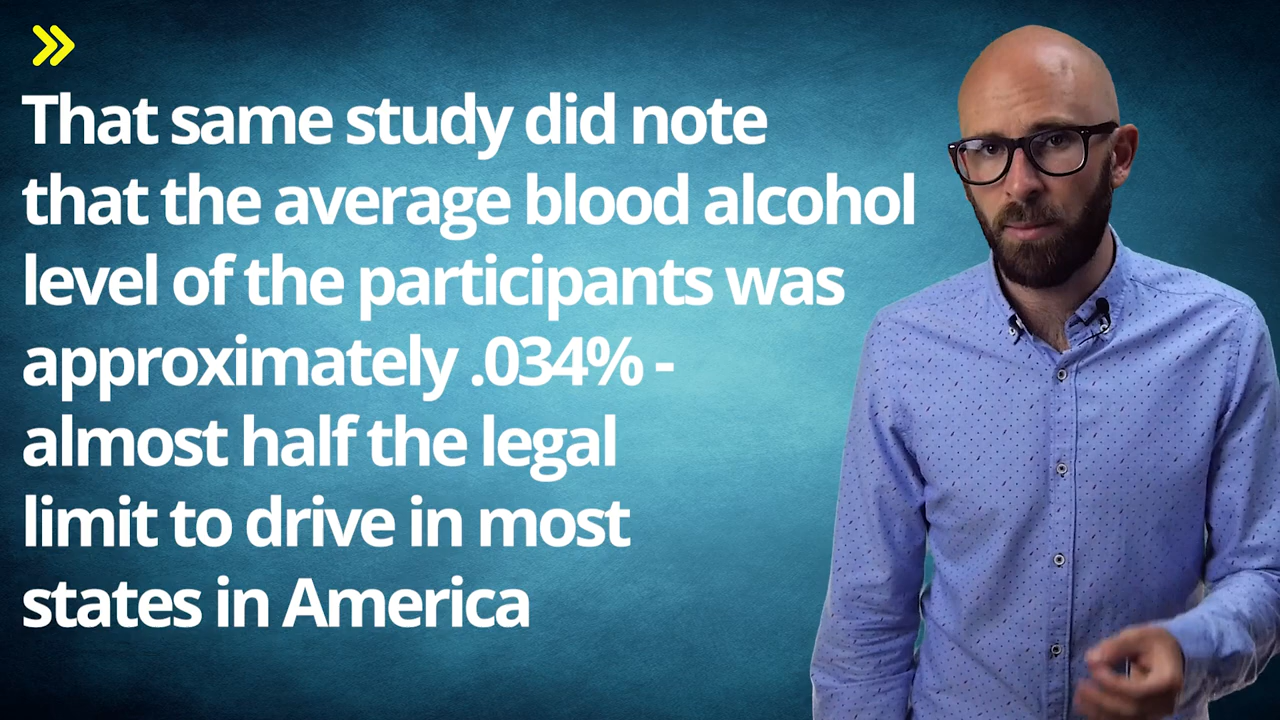 That same study did note
that the average blood alcohol
level of the participants was
approximately .034% -
almost half the legal
limit to drive in most
states in America